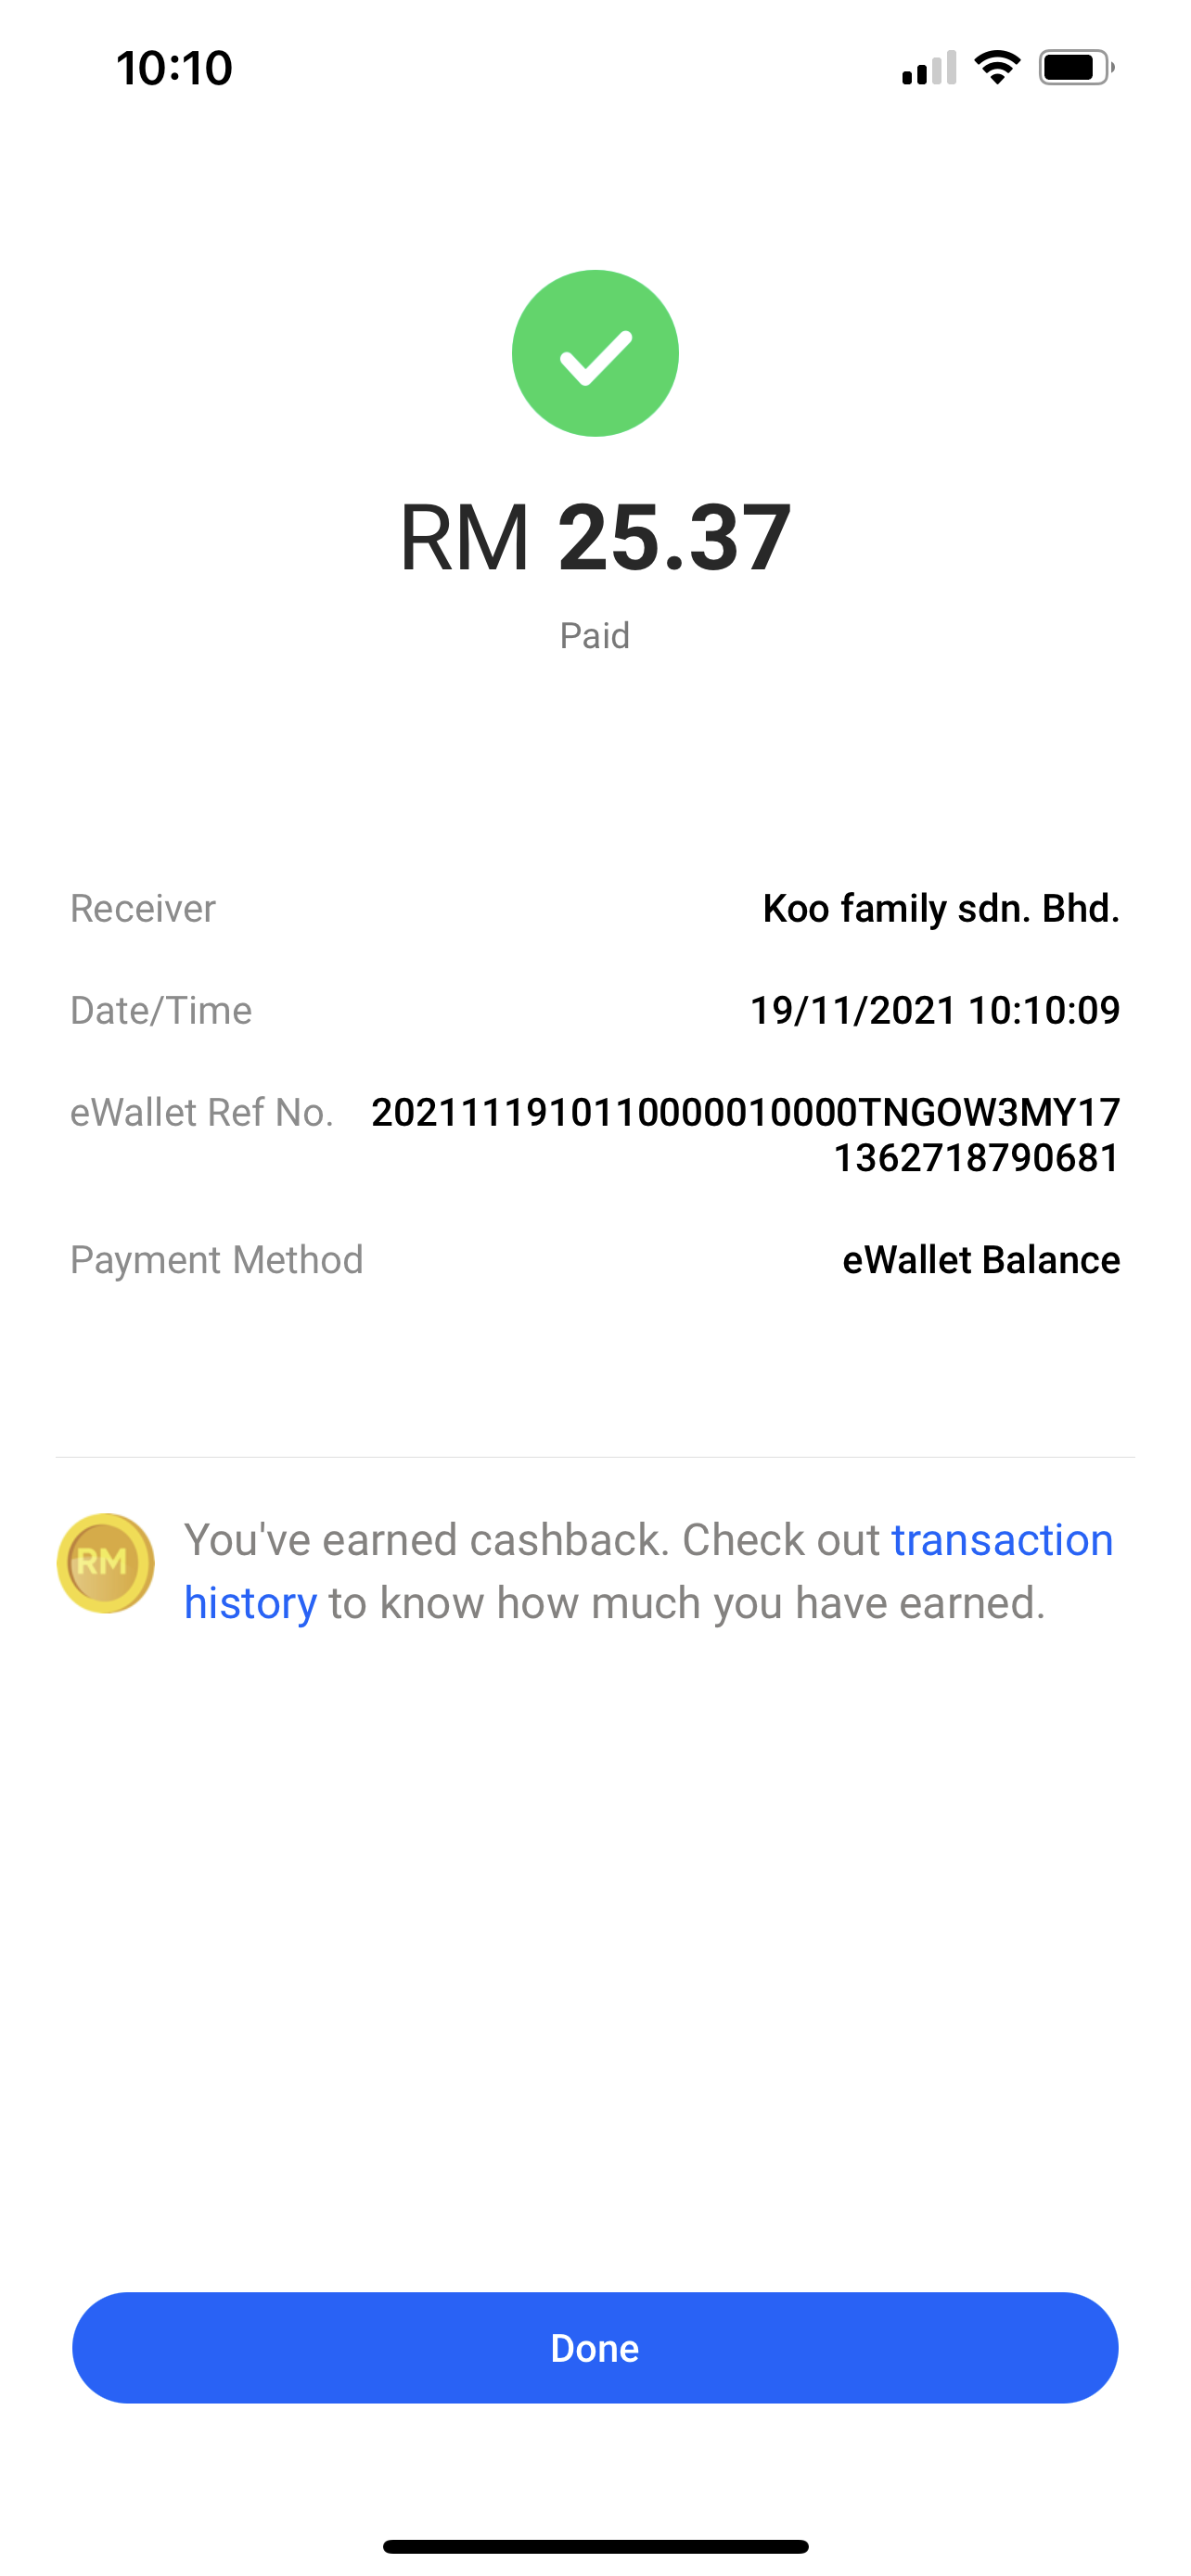 10:10
RM 25.37
Paid
Receiver Koo family sdn. Bhd.
Date/Time 19/11/2021 10:10:09
eWallet Ref No. 20211119101110000010000TNGOW3MY17
1362718790681
Payment Method eWallet Balance
RM
You've earned cashback. Check out transaction
history to know how much you have earned.
Done